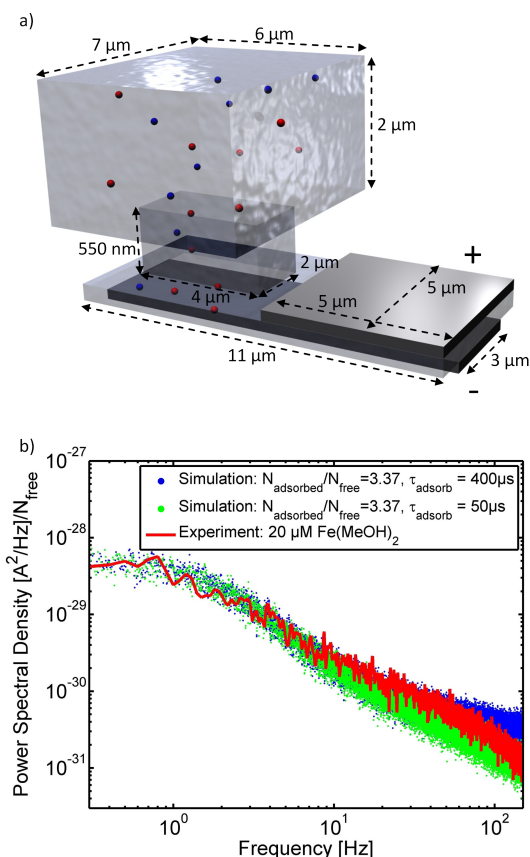 a)
7 µm
6 µm
2 µm
550 nm
2 µm
4 µm
+
5 µm
5 µm
11 µm
3 µm
-
b)
10⁻²⁷
Simulation: N_adsorbed/N_free=3.37, τ_adsorb = 400µs
Simulation: N_adsorbed/N_free=3.37, τ_adsorb = 50µs
Experiment: 20 µM Fe(MeOH)₂
10⁻²⁸
10⁻²⁹
10⁻³⁰
10⁻³¹
Power Spectral Density [A²/Hz]/N_free
10⁰
10¹
10²
Frequency [Hz]